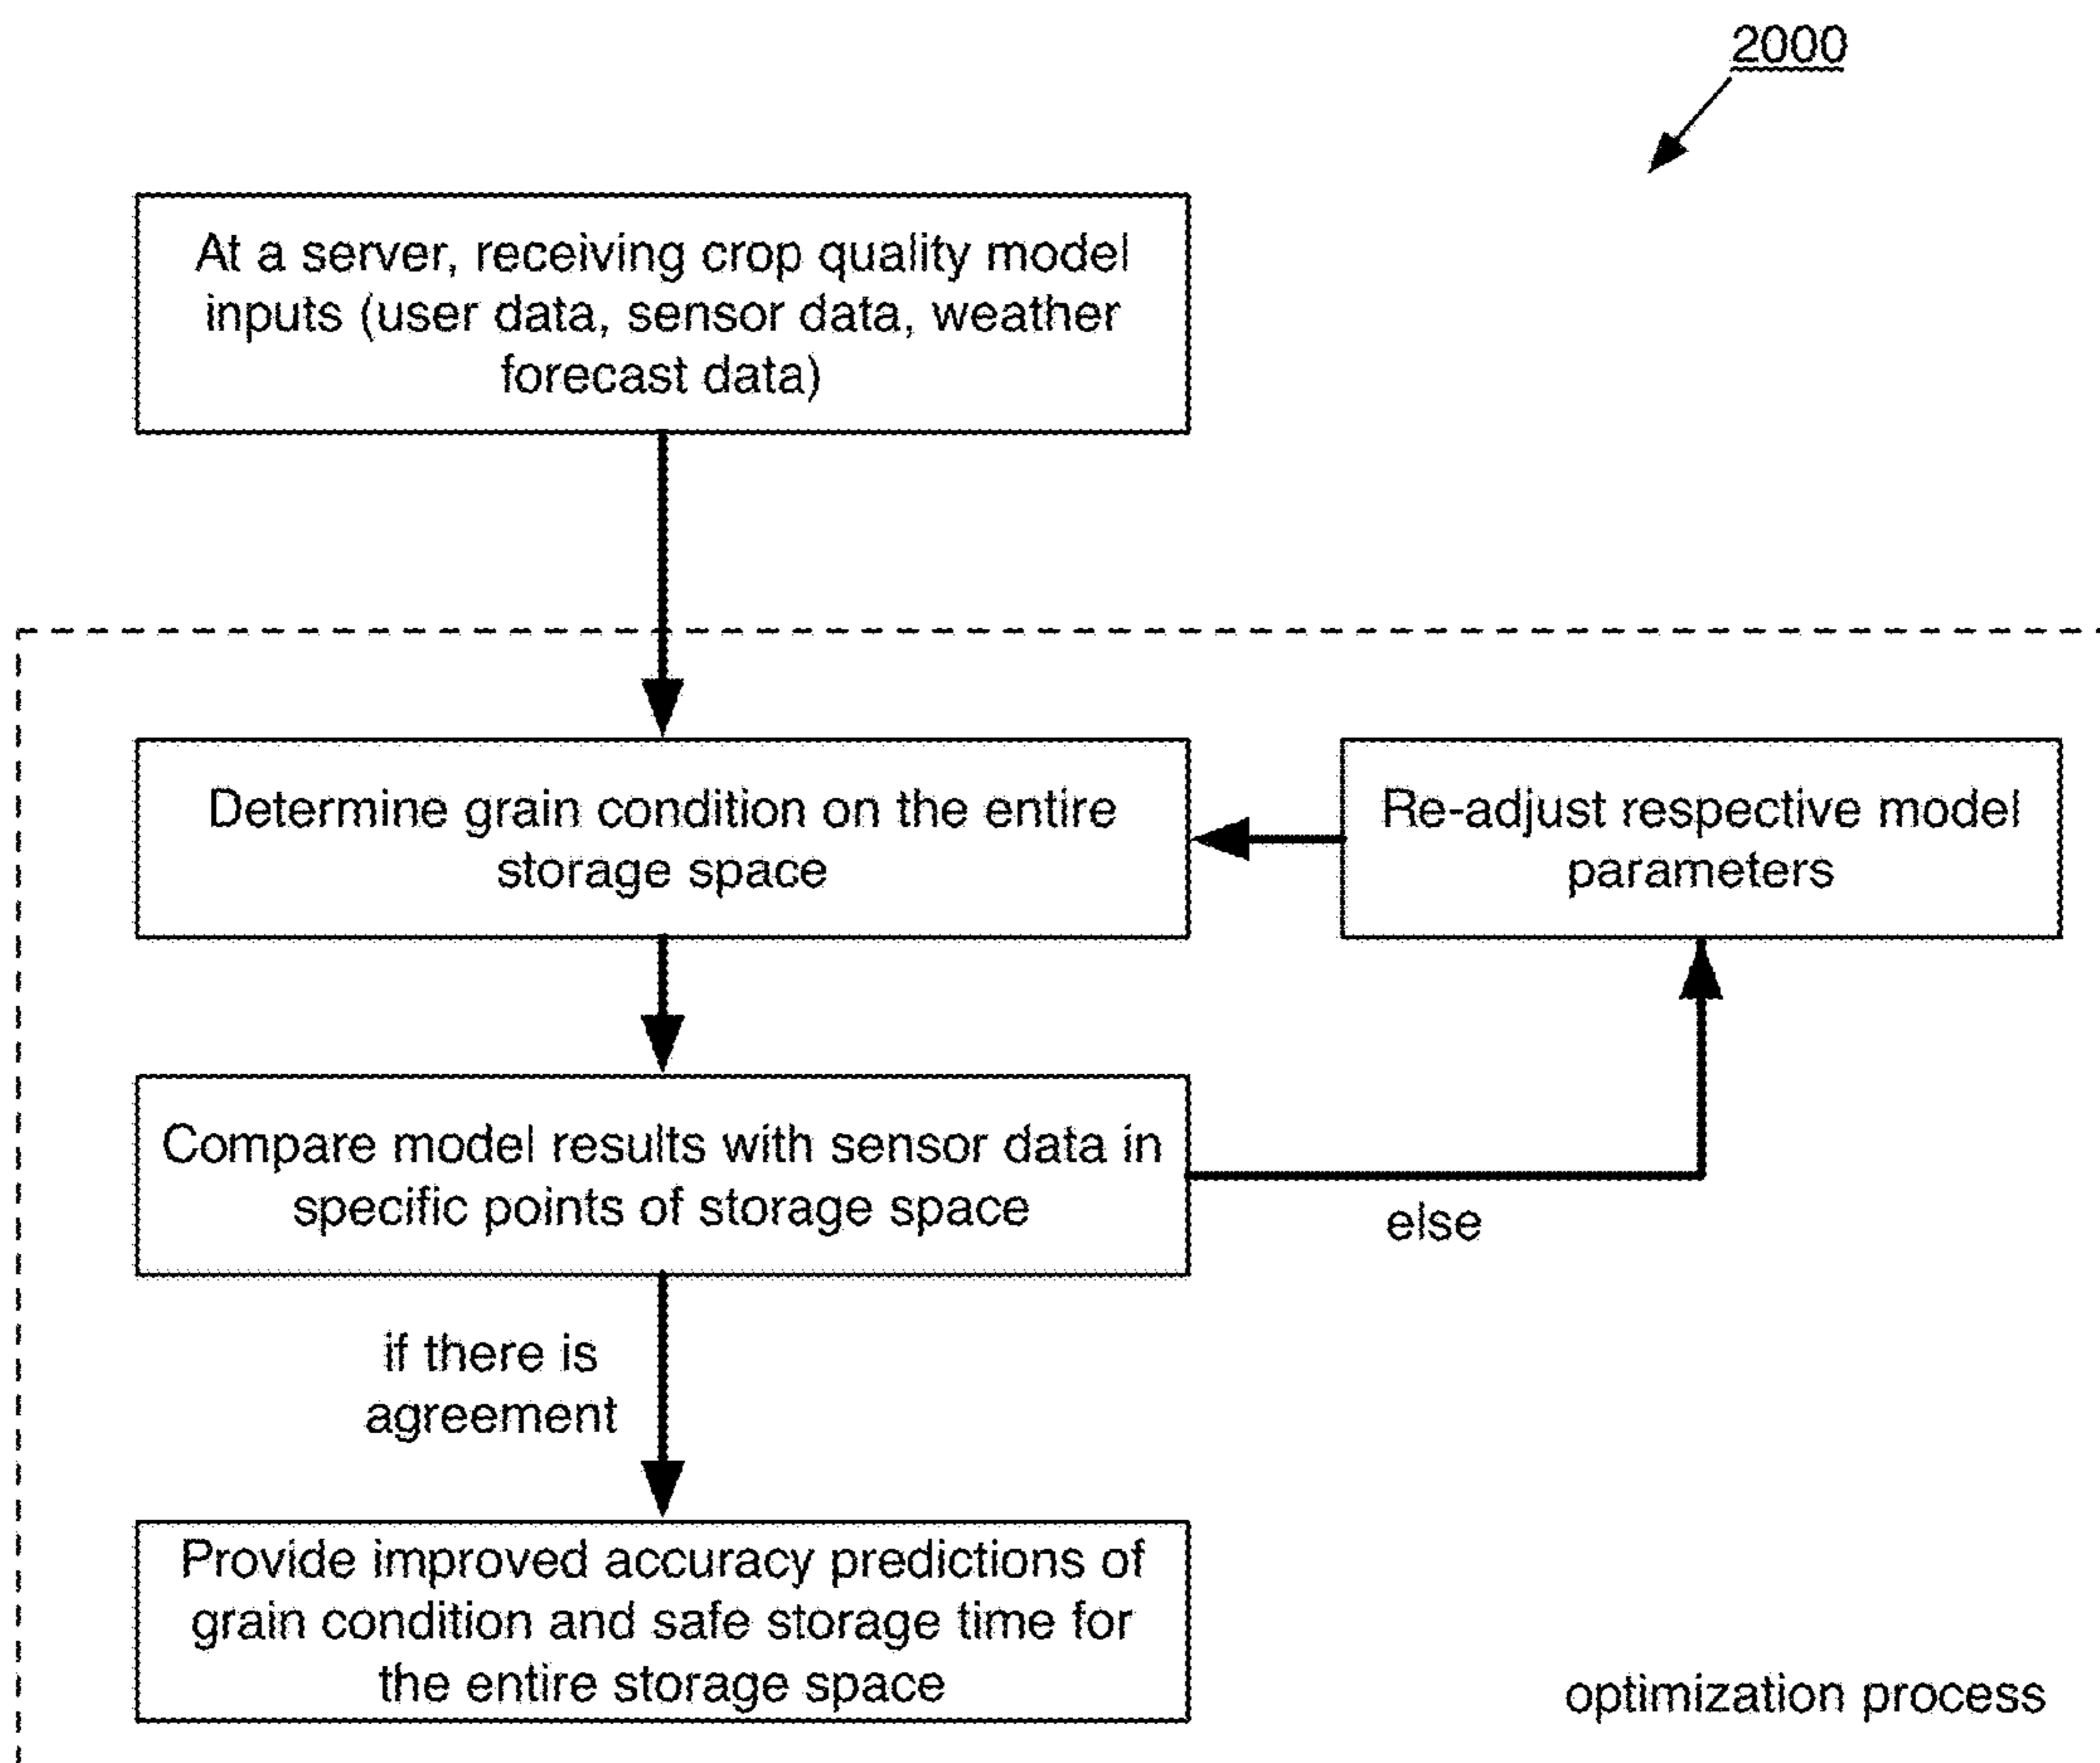 2000
At a server, receiving crop quality model
inputs (user data, sensor data, weather
forecast data)
Determine grain condition on the entire
storage space
Re-adjust respective model
parameters
Compare model results with sensor data in
specific points of storage space
else
if there is
agreement
Provide improved accuracy predictions of
grain condition and safe storage time for
the entire storage space
optimization process